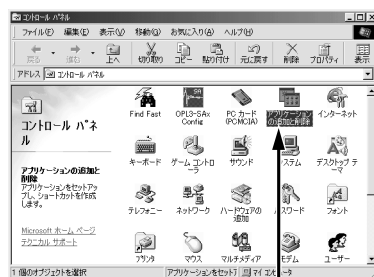 コントロール パネル
ファイル(F) 編集(E) 表示(V) 移動(G) お気に入り(A) ヘルプ(H)
戻る 進む 上へ 切り取り コピー 貼り付け 元に戻す 削除 プロパティ 表示
アドレス コントロール パネル
コントロール パネル
アプリケーションの追加と
削除
アプリケーションをセットアッ
プし、ショートカットを作成
します。
Microsoft ホーム ページ
テクニカル サポート
Find Fast
OPL3-SAx
Config
PC カード
(PCMCIA)
アプリケーション
の追加と削除
インターネット
キーボード
ゲーム コントロ
ーラ
サウンド
システム
デスクトップ テ
ーマ
テレフォニー
ネットワーク
ハードウェアの
追加
パスワード
フォント
プリンタ
マウス
マルチメディア
モデム
ユーザー
1 個のオブジェクトを選択
アプリケーションをセットア
マイ コン